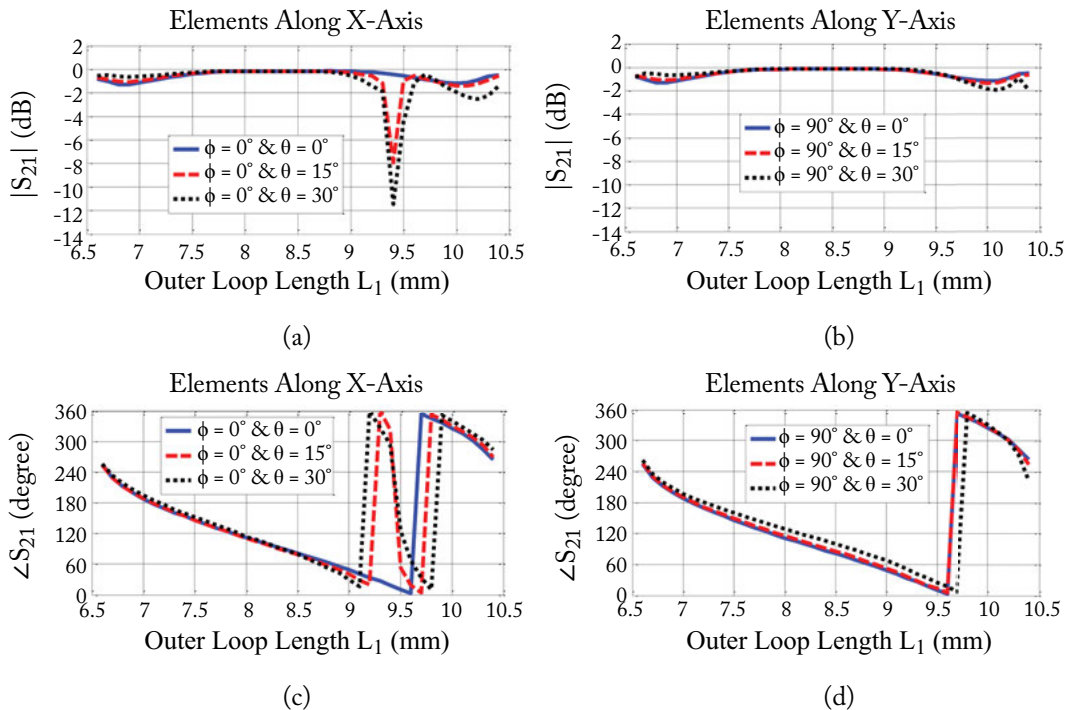 Elements Along X-Axis
2
0
-2
-4
-6
-8
-10
-12
-14
|S21| (dB)
ϕ = 0° & θ = 0°
ϕ = 0° & θ = 15°
ϕ = 0° & θ = 30°
6.5 7 7.5 8 8.5 9 9.5 10 10.5
Outer Loop Length L1 (mm)
(a)
Elements Along Y-Axis
2
0
-2
-4
-6
-8
-10
-12
-14
|S21| (dB)
ϕ = 90° & θ = 0°
ϕ = 90° & θ = 15°
ϕ = 90° & θ = 30°
6.5 7 7.5 8 8.5 9 9.5 10 10.5
Outer Loop Length L1 (mm)
(b)
Elements Along X-Axis
360
300
240
180
120
60
0
∠S21 (degree)
ϕ = 0° & θ = 0°
ϕ = 0° & θ = 15°
ϕ = 0° & θ = 30°
6.5 7 7.5 8 8.5 9 9.5 10 10.5
Outer Loop Length L1 (mm)
(c)
Elements Along Y-Axis
360
300
240
180
120
60
0
∠S21 (degree)
ϕ = 90° & θ = 0°
ϕ = 90° & θ = 15°
ϕ = 90° & θ = 30°
6.5 7 7.5 8 8.5 9 9.5 10 10.5
Outer Loop Length L1 (mm)
(d)